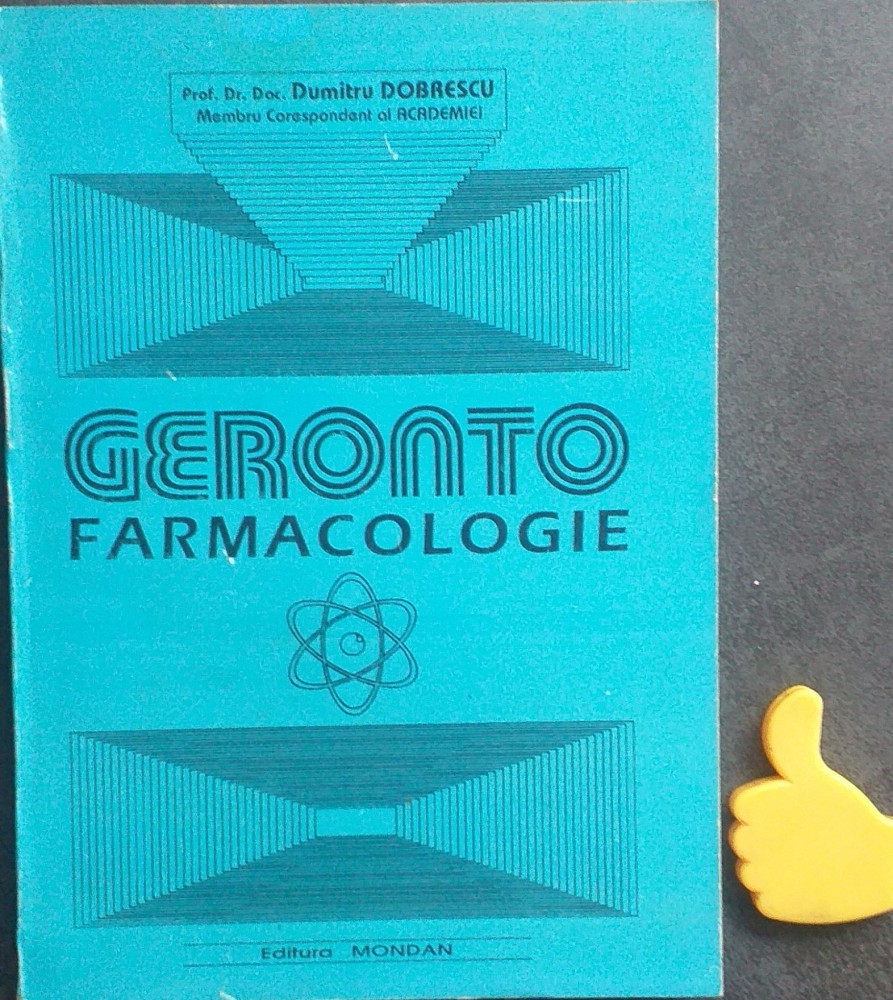 Prof. Dr. Doc. Dumitru DOBRESCU
Membru Corespondent al ACADEMIEI
GERONTO
FARMACOLOGIE
Editura MONDAN